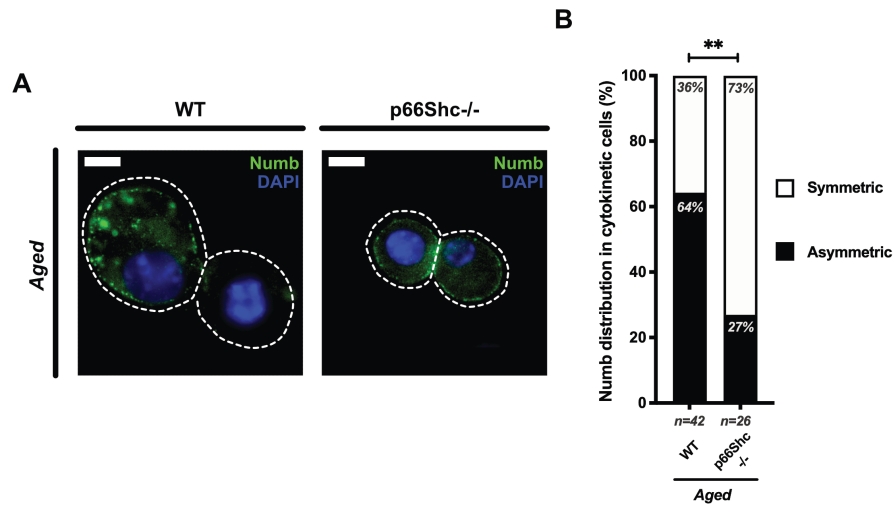 A
WT
p66Shc-/-
Aged
Numb
DAPI
Numb
DAPI
B
**
Numb distribution in cytokinetic cells (%)
100
80
60
40
20
0
36%
73%
64%
27%
Symmetric
Asymmetric
n=42
n=26
WT
p66Shc
-/-
Aged